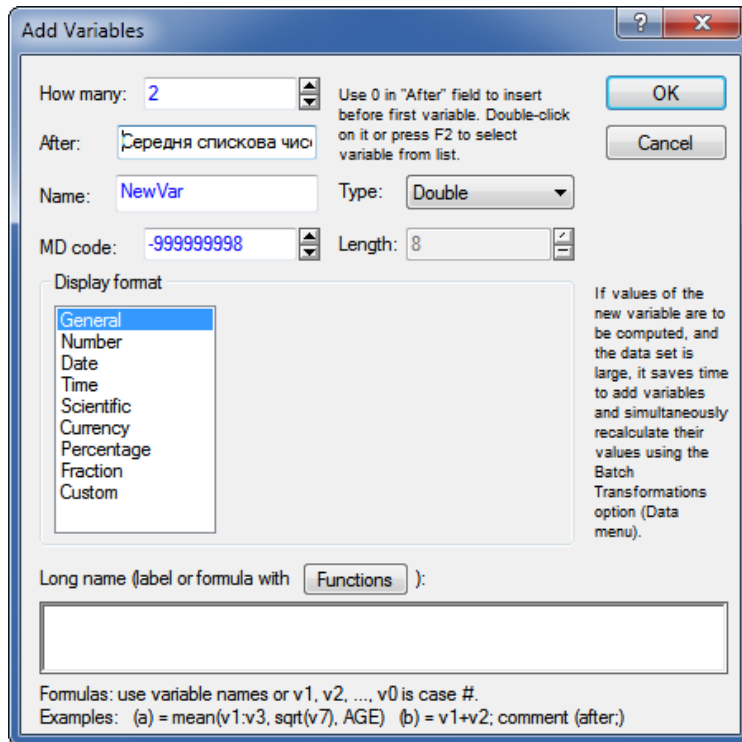 Add Variables
How many: 2
Use 0 in "After" field to insert
before first variable. Double-click
on it or press F2 to select
variable from list.
OK
After: Середня спискова чис
Cancel
Name: NewVar
Type: Double
MD code: -999999998
Length: 8
Display format
General
Number
Date
Time
Scientific
Currency
Percentage
Fraction
Custom
If values of the
new variable are to
be computed, and
the data set is
large, it saves time
to add variables
and simultaneously
recalculate their
values using the
Batch
Transformations
option (Data
menu).
Long name (label or formula with Functions ):
Formulas: use variable names or v1, v2, ..., v0 is case #.
Examples: (a) = mean(v1:v3, sqrt(v7), AGE) (b) = v1+v2; comment (after;)